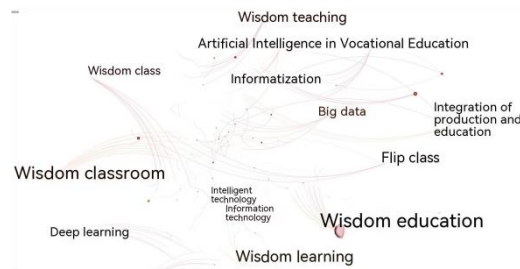 Wisdom teaching
Artificial Intelligence in Vocational Education
Wisdom class
Informatization
Big data
Integration of
production and
education
Flip class
Wisdom classroom
Intelligent
technology
Information
technology
Wisdom education
Deep learning
Wisdom learning